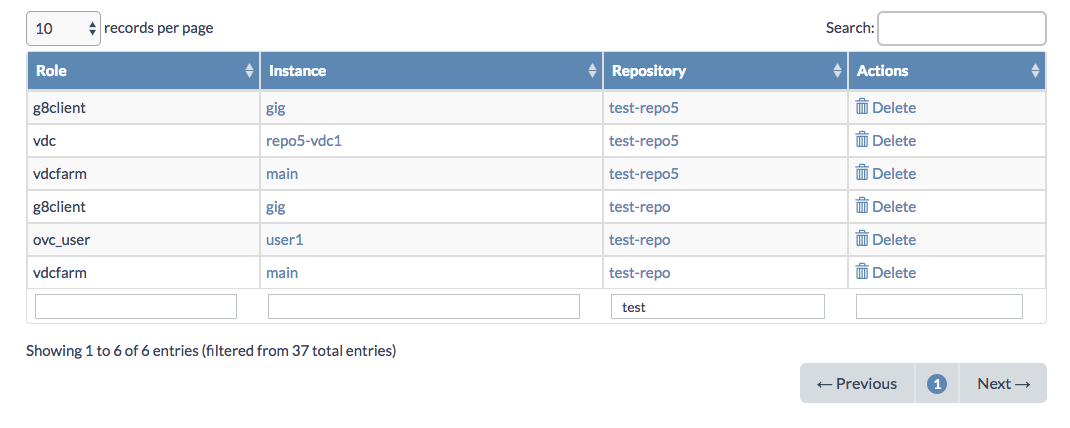 10 records per page Search:
Role Instance Repository Actions
g8client gig test-repo5 Delete
vdc repo5-vdc1 test-repo5 Delete
vdcfarm main test-repo5 Delete
g8client gig test-repo Delete
ovc_user user1 test-repo Delete
vdcfarm main test-repo Delete
test
Showing 1 to 6 of 6 entries (filtered from 37 total entries)
← Previous 1 Next →